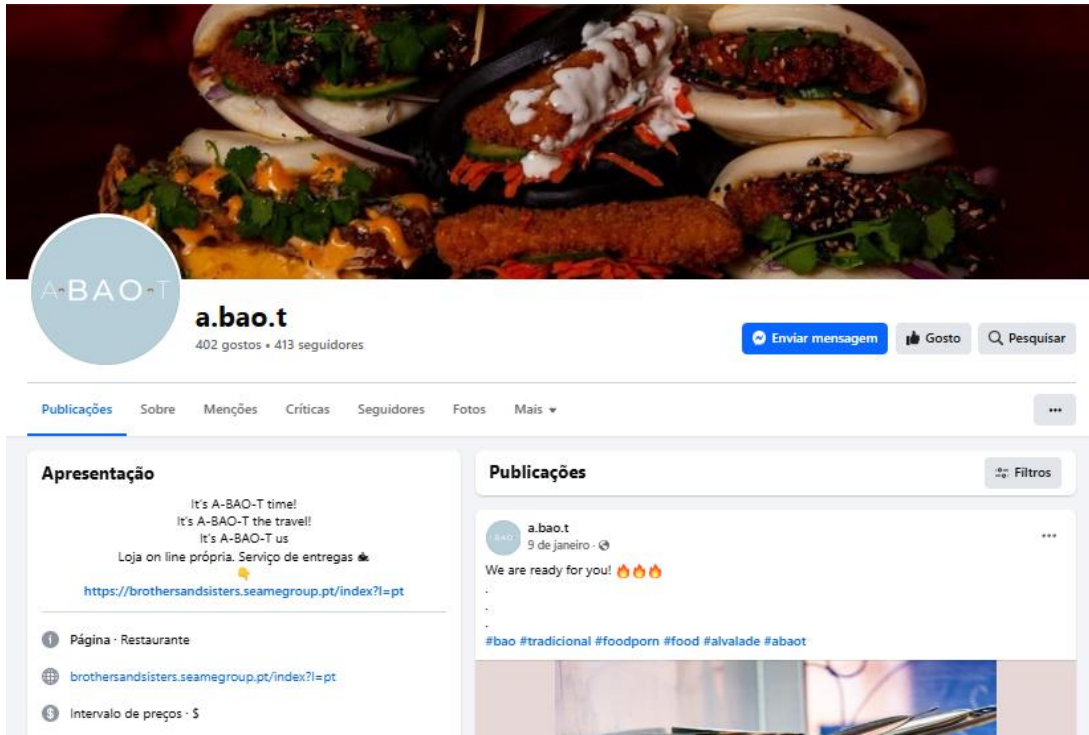 A-BAO-T
a.bao.t
402 gostos • 413 seguidores
Enviar mensagem
Gosto
Pesquisar
Publicações
Sobre
Menções
Críticas
Seguidores
Fotos
Mais
Apresentação
It's A-BAO-T time!
It's A-BAO-T the travel!
It's A-BAO-T us
Loja on line própria. Serviço de entregas
https://brothersandsisters.seamegroup.pt/index?l=pt
Página · Restaurante
brothersandsisters.seamegroup.pt/index?l=pt
Intervalo de preços · $
Publicações
Filtros
a.bao.t
9 de janeiro ·
We are ready for you! 🔥🔥🔥
.
.
.
#bao #tradicional #foodporn #food #alvalade #abaot